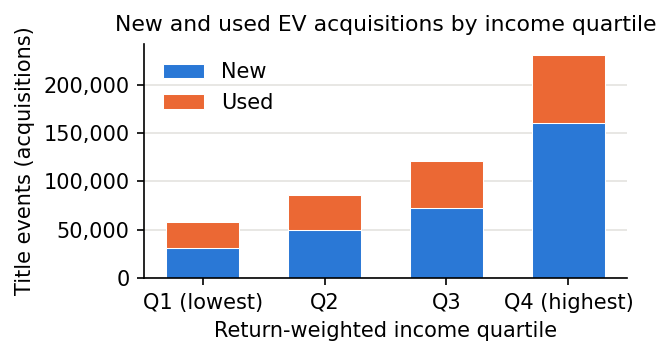 New and used EV acquisitions by income quartile
Title events (acquisitions)
200,000
150,000
100,000
50,000
0
New
Used
Q1 (lowest)
Q2
Q3
Q4 (highest)
Return-weighted income quartile